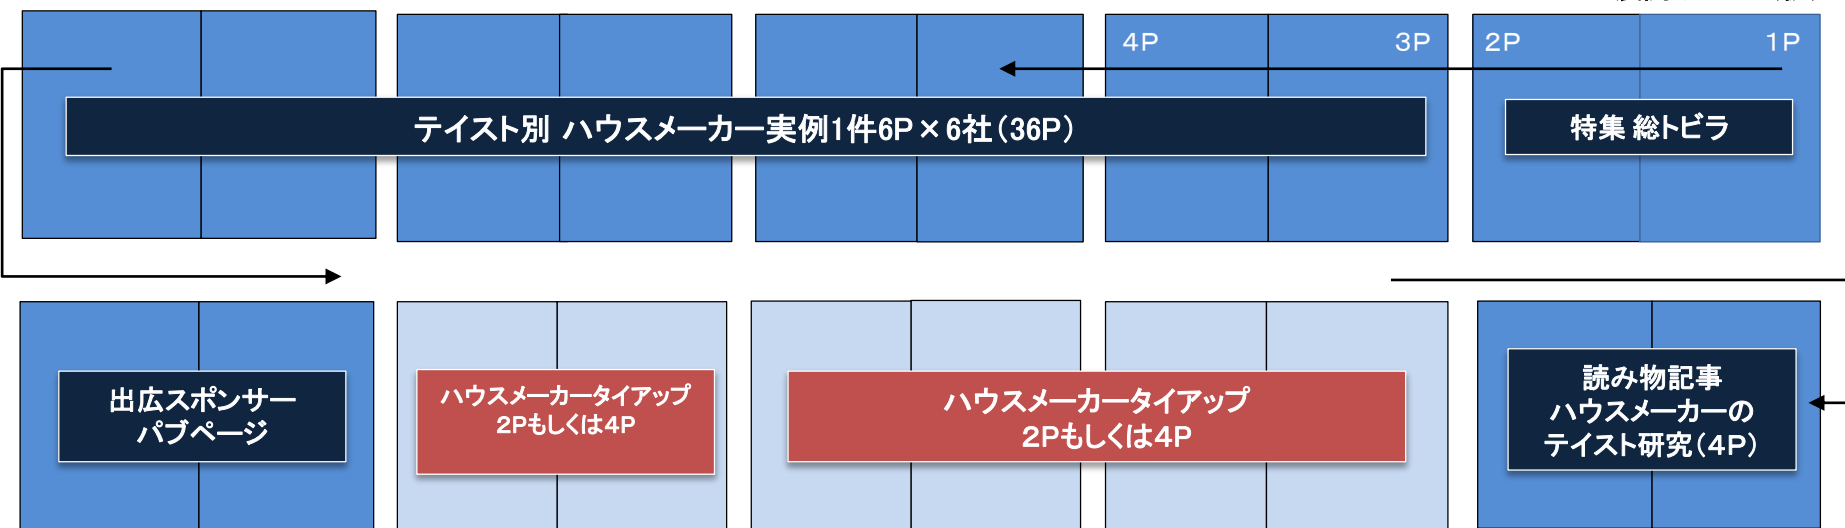 4P
3P
2P
1P
テイスト別 ハウスメーカー実例1件6P×6社(36P)
特集 総トビラ
出広スポンサー
パブページ
ハウスメーカータイアップ
2Pもしくは4P
ハウスメーカータイアップ
2Pもしくは4P
読み物記事
ハウスメーカーの
テイスト研究(4P)